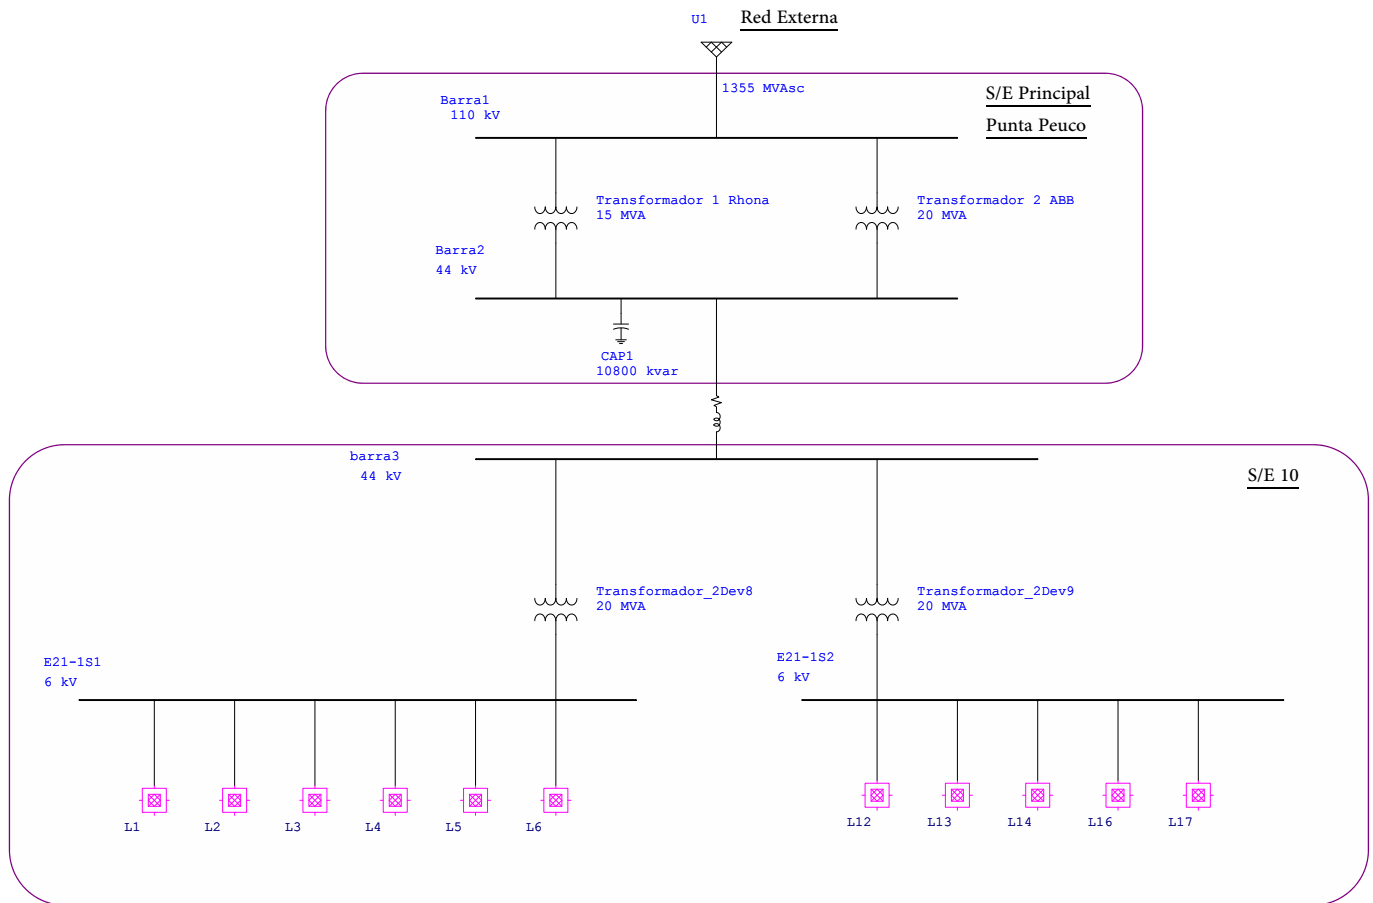 U1 Red Externa
1355 MVAsc
Barra1
110 kV
S/E Principal
Punta Peuco
Transformador 1 Rhona
15 MVA
Transformador 2 ABB
20 MVA
Barra2
44 kV
CAP1
10800 kvar
barra3
44 kV
S/E 10
Transformador_2Dev8
20 MVA
Transformador_2Dev9
20 MVA
E21-1S1
6 kV
E21-1S2
6 kV
L1 L2 L3 L4 L5 L6
L12 L13 L14 L16 L17